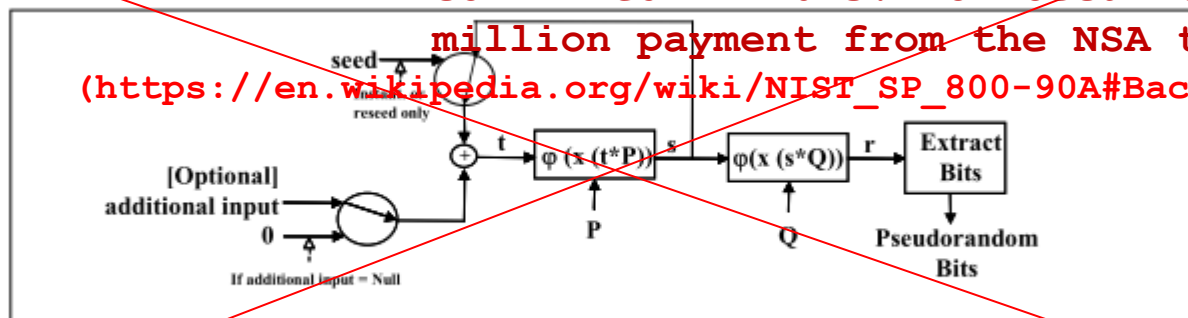 million payment from the NSA t
seed
(https://en.wikipedia.org/wiki/NIST_SP_800-90A#Bac
reseed only
t
φ (x (t*P))
s
φ(x (s*Q))
r
Extract
Bits
[Optional]
additional input
0
P
Q
Pseudorandom
Bits
If additional input = Null